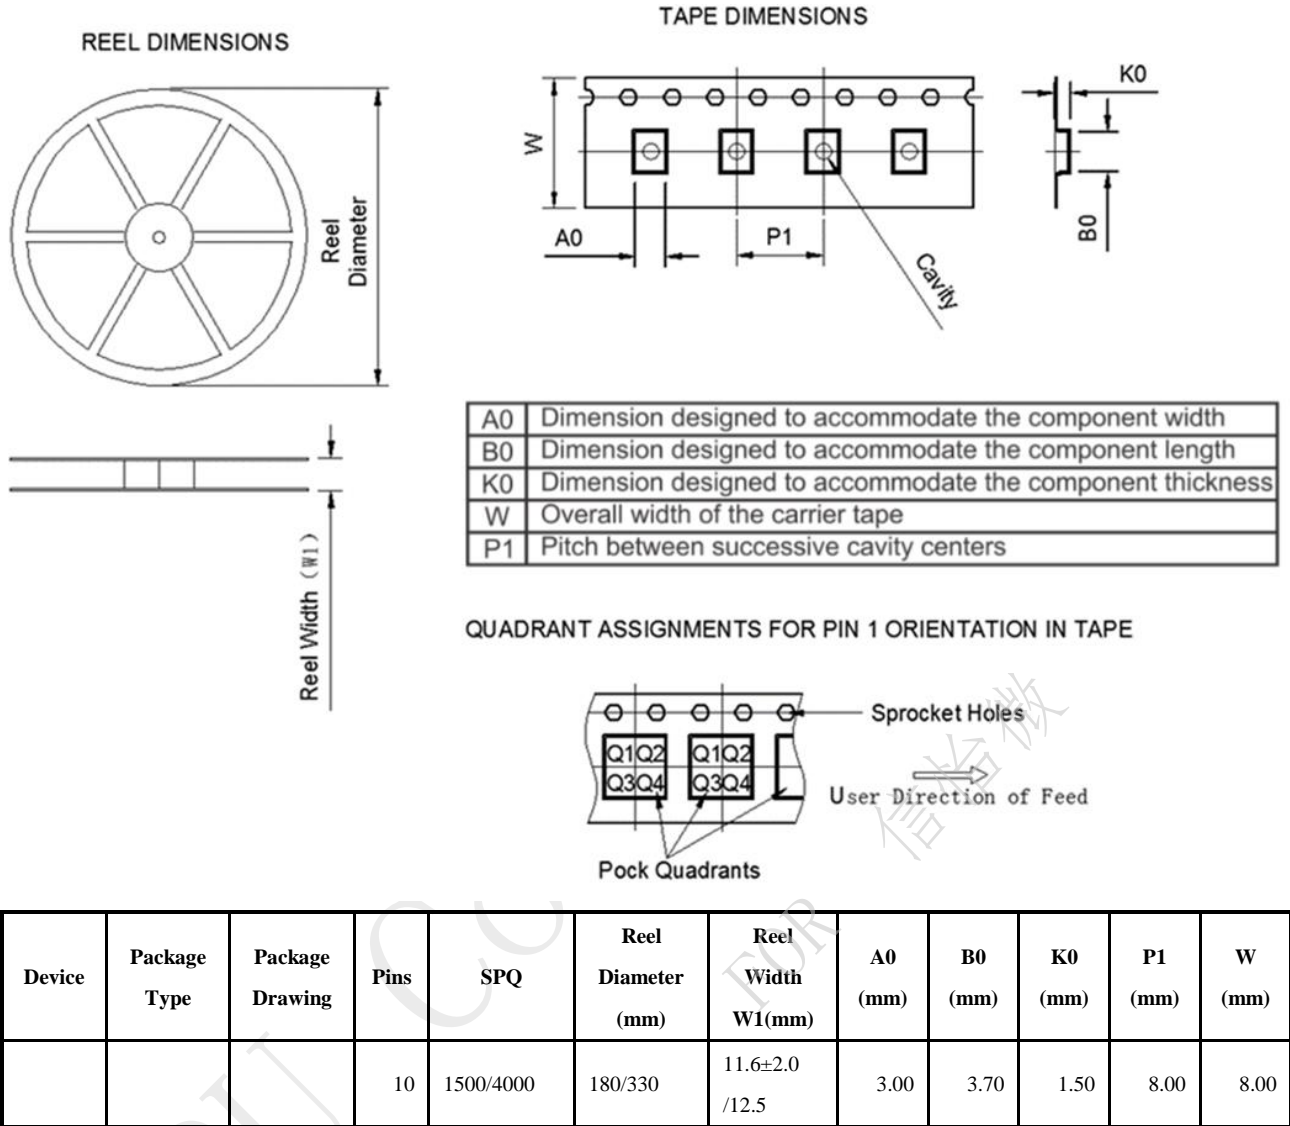 TAPE DIMENSIONS
REEL DIMENSIONS
Reel
Diameter
Reel Width (W1)
W
A0
P1
Cavity
K0
B0
A0 Dimension designed to accommodate the component width
B0 Dimension designed to accommodate the component length
K0 Dimension designed to accommodate the component thickness
W Overall width of the carrier tape
P1 Pitch between successive cavity centers
QUADRANT ASSIGNMENTS FOR PIN 1 ORIENTATION IN TAPE
Sprocket Holes
Q1 Q2 Q1 Q2
Q3 Q4 Q3 Q4
User Direction of Feed
Pock Quadrants
信怡微
FOR
Device Package Type Package Drawing Pins SPQ Reel Diameter (mm) Reel Width W1(mm) A0 (mm) B0 (mm) K0 (mm) P1 (mm) W (mm)
10 1500/4000 180/330 11.6±2.0 /12.5 3.00 3.70 1.50 8.00 8.00